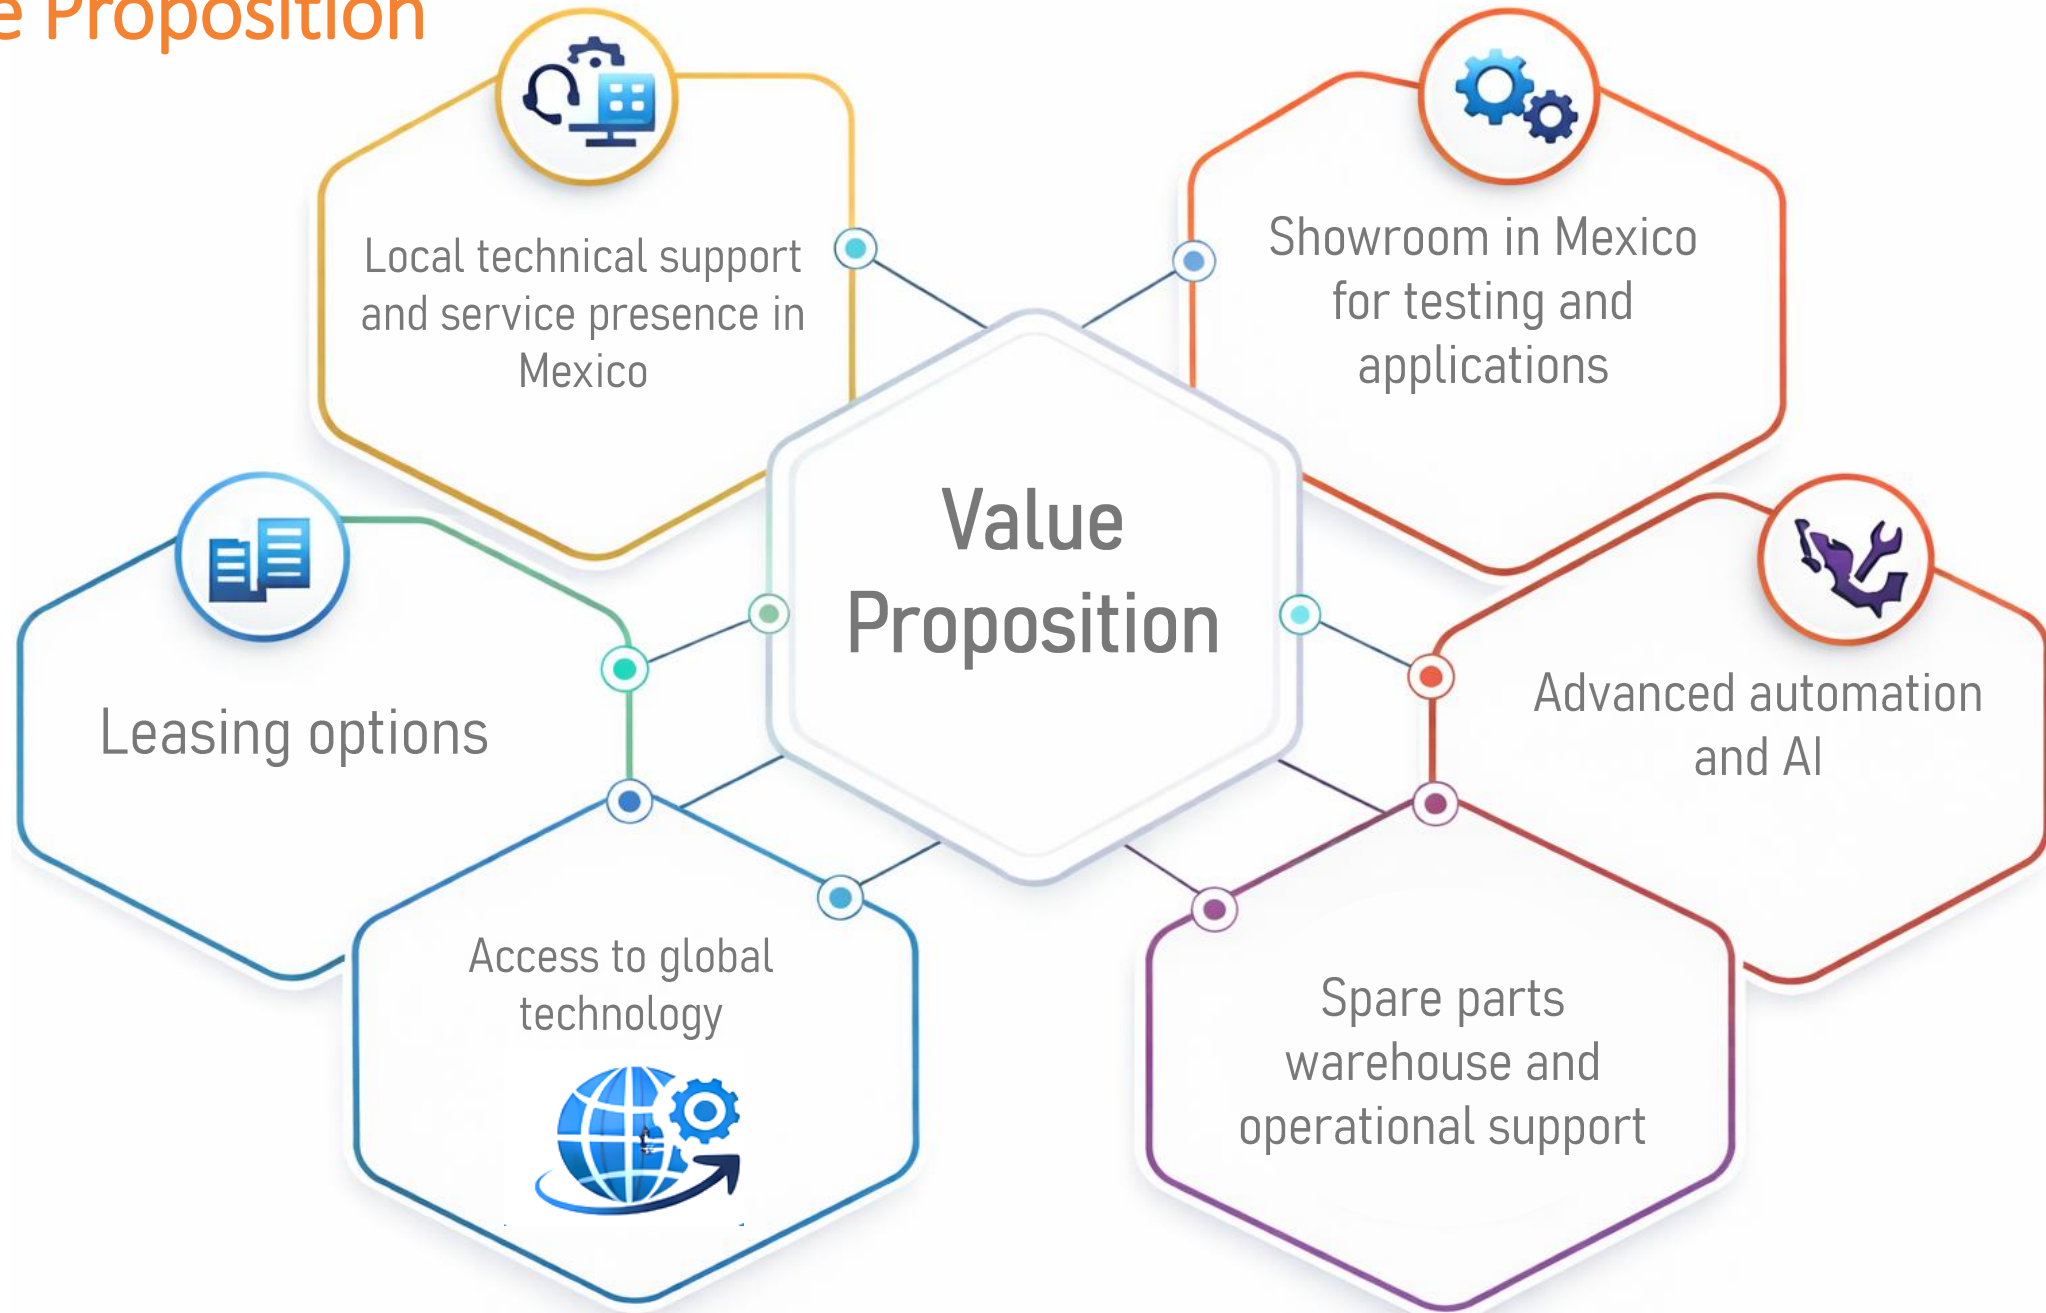 e Proposition
Local technical support
and service presence in
Mexico
Showroom in Mexico
for testing and
applications
Value
Proposition
Leasing options
Advanced automation
and AI
Access to global
technology
Spare parts
warehouse and
operational support